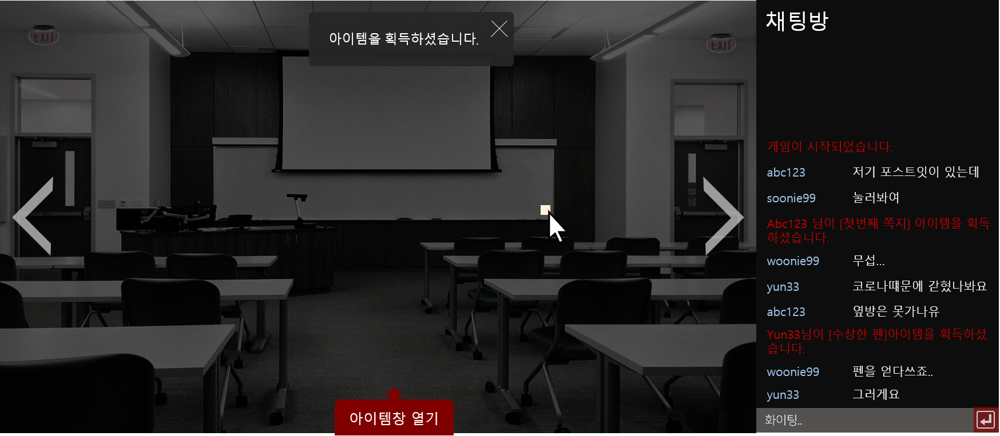 EXIT
아이템을 획득하셨습니다.
EXIT
아이템창 열기
채팅방
게임이 시작되었습니다.
abc123 저기 포스트잇이 있는데
soonie99 눌러봐여
Abc123 님이 [첫번째 쪽지] 아이템을 획득
하셨습니다.
woonie99 무섭...
yun33 코로나떄문에 갇혔나봐요
abc123 옆방은 못가나유
Yun33님이 [수상한 펜]아이템을 획득하셨
습니다.
woonie99 펜을 얻다쓰죠..
yun33 그러게요
화이팅..